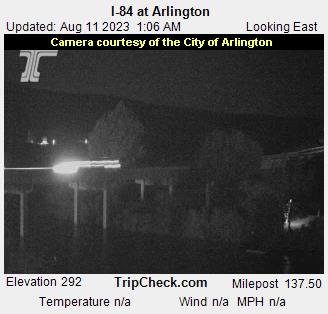 I-84 at Arlington
Updated: Aug 11 2023 1:06 AM Looking East
Camera courtesy of the City of Arlington
Elevation 292 TripCheck.com Milepost 137.50
Temperature n/a Wind n/a MPH n/a